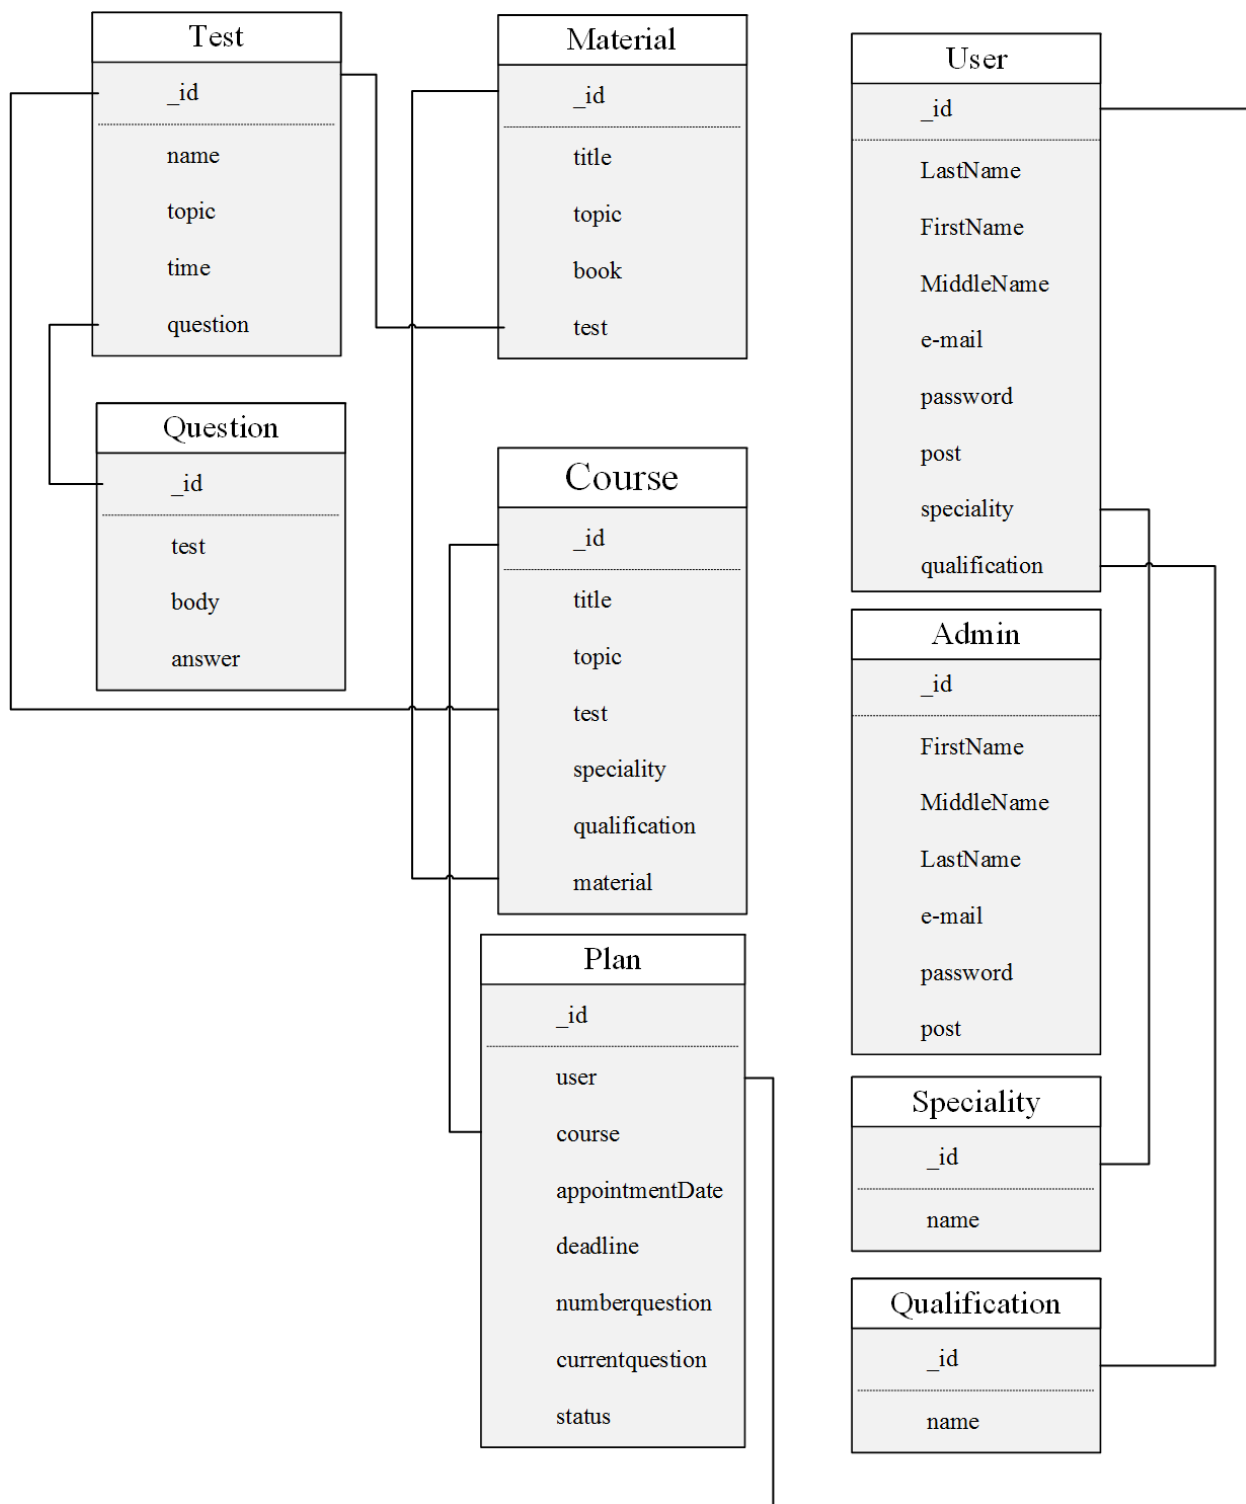 Test
_id
name
topic
time
question
Material
_id
title
topic
book
test
User
_id
LastName
FirstName
MiddleName
e-mail
password
post
speciality
qualification
Question
_id
test
body
answer
Course
_id
title
topic
test
speciality
qualification
material
Admin
_id
FirstName
MiddleName
LastName
e-mail
password
post
Plan
_id
user
course
appointmentDate
deadline
numberquestion
currentquestion
status
Speciality
_id
name
Qualification
_id
name